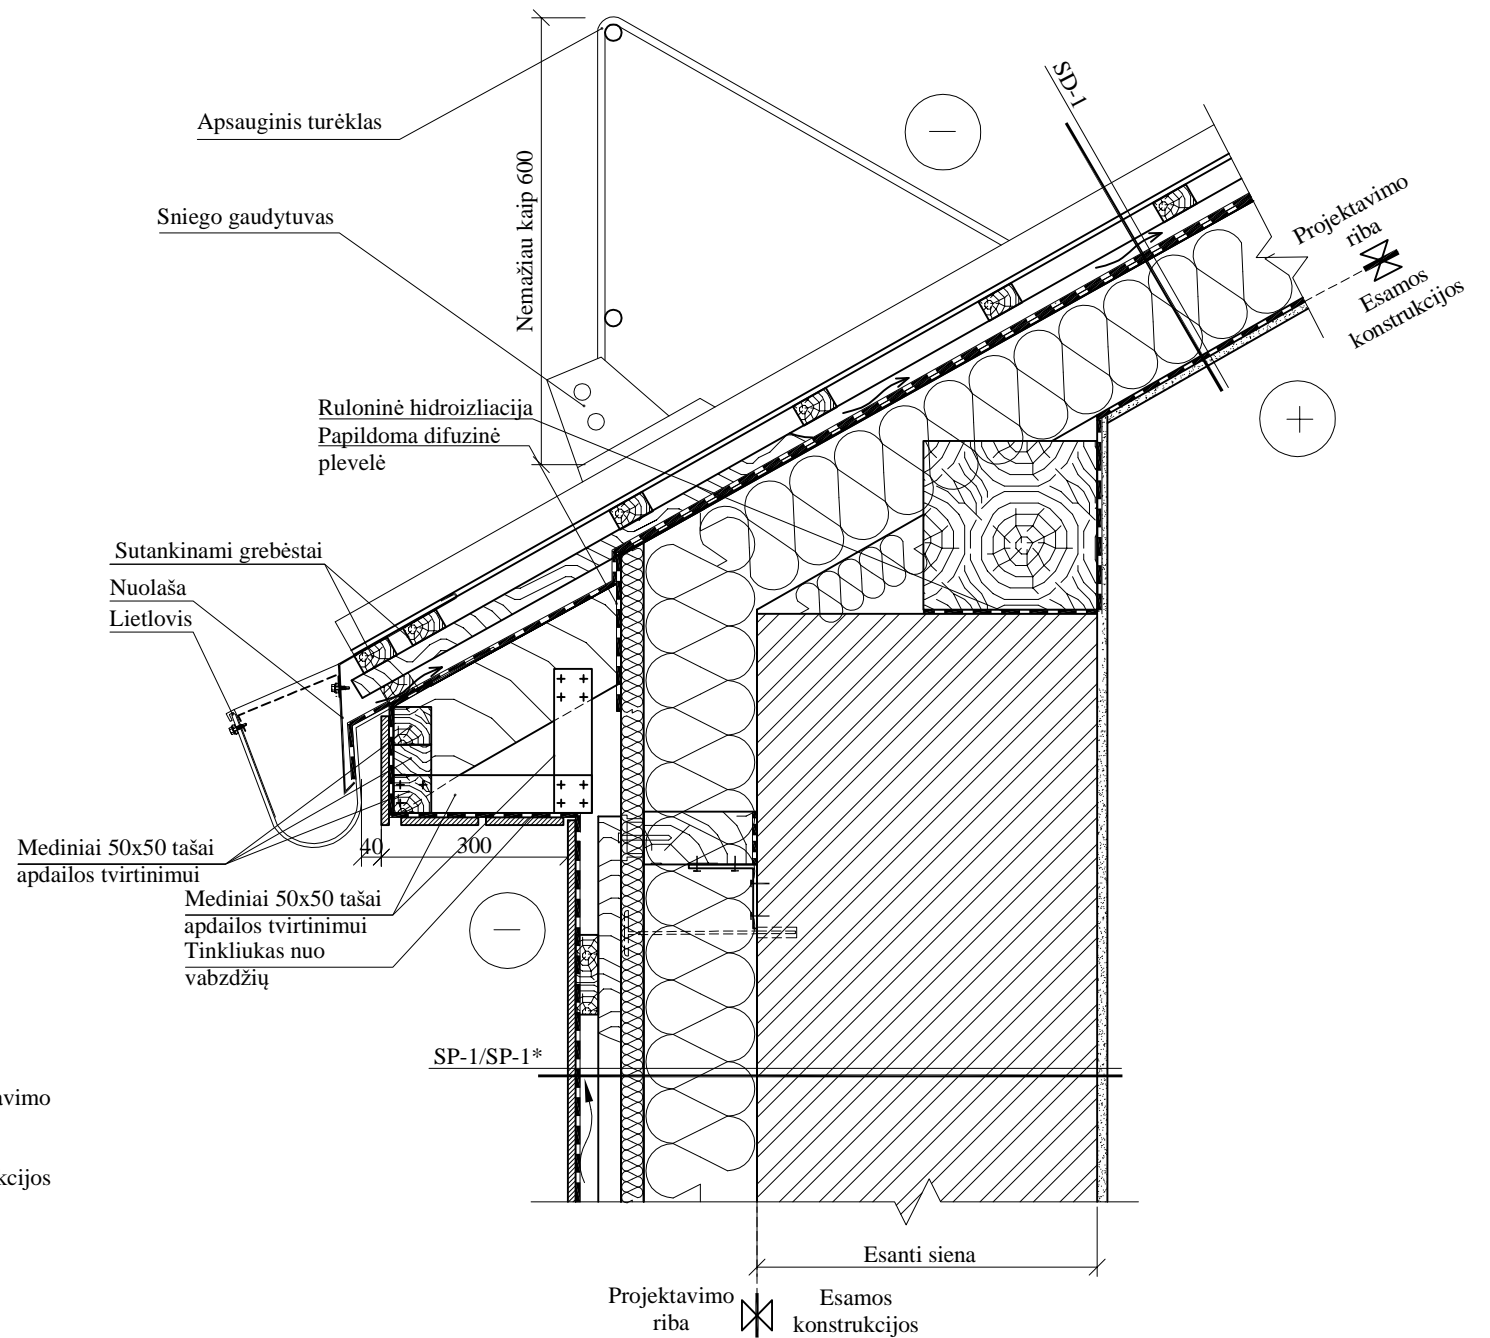 SD-1
Apsauginis turėklas
Nemažiau kaip 600
Sniego gaudytuvas
Projektavimo
riba
Esamos
konstrukcijos
Ruloninė hidroizliacija
Papildoma difuzinė
plevelė
Sutankinami grebėstai
Nuolaša
Lietlovis
Mediniai 50x50 tašai
apdailos tvirtinimui
40
300
Mediniai 50x50 tašai
apdailos tvirtinimui
Tinkliukas nuo
vabzdžių
SP-1/SP-1*
avimo
kcijos
Esanti siena
Projektavimo
riba
Esamos
konstrukcijos